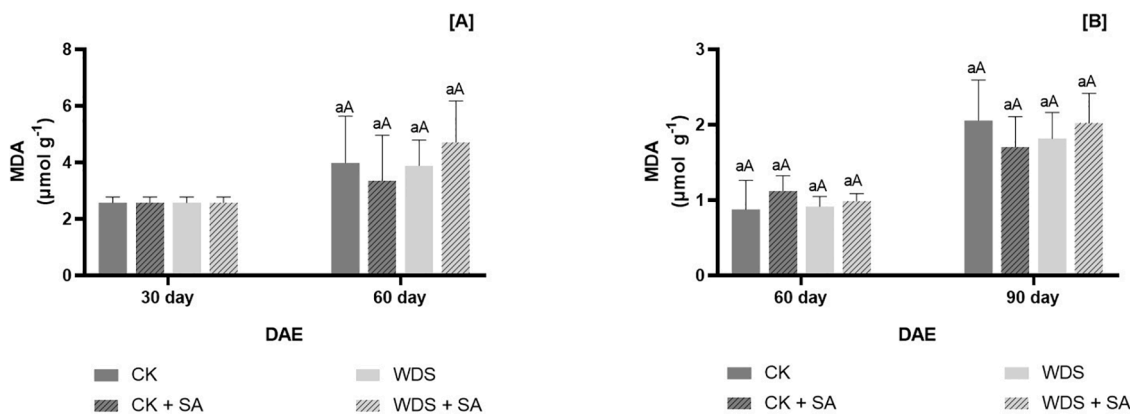 [A]
8
6
4
2
0
MDA
(µmol g-1)
aA
aA
aA
aA
30 day
60 day
DAE
CK
WDS
CK + SA
WDS + SA
[B]
3
2
1
0
MDA
(µmol g-1)
aA
aA
aA
aA
aA
aA
aA
aA
60 day
90 day
DAE
CK
WDS
CK + SA
WDS + SA